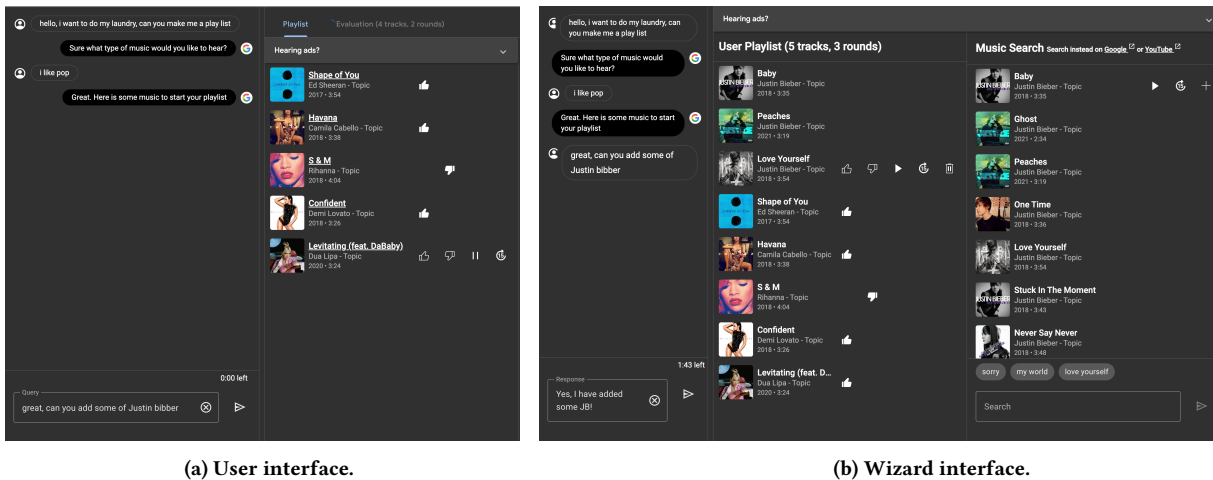 hello, i want to do my laundry, can you make me a play list
Sure what type of music would you like to hear?
i like pop
Great. Here is some music to start your playlist
0:00 left
Query
great, can you add some of Justin bibber
Playlist
Evaluation (4 tracks, 2 rounds)
Hearing ads?
Shape of You
Ed Sheeran - Topic
2017 • 3:54
Havana
Camila Cabello - Topic
2018 • 3:38
S & M
Rihanna - Topic
2018 • 4:04
Confident
Demi Lovato - Topic
2018 • 3:26
Levitating (feat. DaBaby)
Dua Lipa - Topic
2020 • 3:24
(a) User interface.
hello, i want to do my laundry, can
you make me a play list
Sure what type of music would
you like to hear?
i like pop
Great. Here is some music to start
your playlist
great, can you add some of
Justin bibber
1:43 left
Response
Yes, I have added
some JB!
Hearing ads?
User Playlist (5 tracks, 3 rounds)
Baby
Justin Bieber - Topic
2018 • 3:35
Peaches
Justin Bieber - Topic
2021 • 3:19
Love Yourself
Justin Bieber - Topic
2018 • 3:54
Shape of You
Ed Sheeran - Topic
2017 • 3:54
Havana
Camila Cabello - Topic
2018 • 3:38
S & M
Rihanna - Topic
2018 • 4:04
Confident
Demi Lovato - Topic
2018 • 3:26
Levitating (feat. D...
Dua Lipa - Topic
2020 • 3:24
Music Search Search instead on Google or YouTube
Baby
Justin Bieber - Topic
2018 • 3:35
Ghost
Justin Bieber - Topic
2021 • 2:34
Peaches
Justin Bieber - Topic
2021 • 3:19
One Time
Justin Bieber - Topic
2018 • 3:36
Love Yourself
Justin Bieber - Topic
2018 • 3:54
Stuck In The Moment
Justin Bieber - Topic
2018 • 3:43
Never Say Never
Justin Bieber - Topic
2018 • 3:48
sorry my world love yourself
Search
(b) Wizard interface.